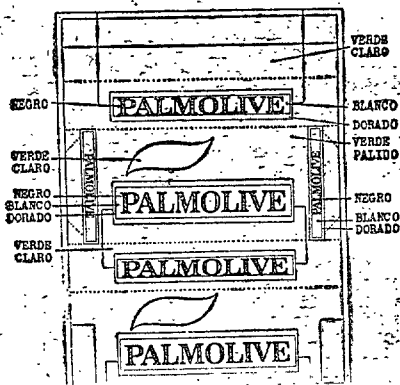 VERDE
CLARO
NEGRO
PALMOLIVE
BLANCO
DORADO
VERDE
PALIDO
VERDE
CLARO
PALMOLIVE
PALMOLIVE
NEGRO
BLANCO
DORADO
PALMOLIVE
NEGRO
BLANCO
DORADO
VERDE
CLARO
PALMOLIVE
PALMOLIVE